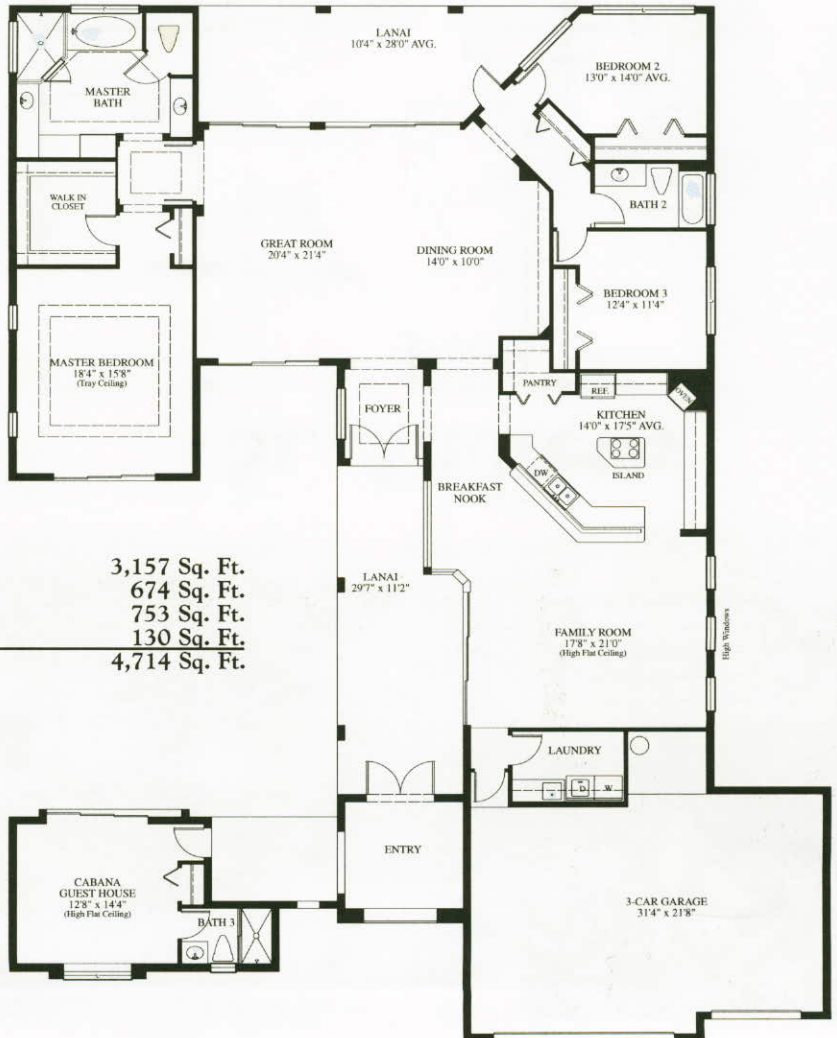 LANAI
10'4" x 28'0" AVG.
BEDROOM 2
13'0" x 14'0" AVG.
MASTER
BATH
WALK IN
CLOSET
BATH 2
GREAT ROOM
20'4" x 21'4"
DINING ROOM
14'0" x 10'0"
BEDROOM 3
12'4" x 11'4"
MASTER BEDROOM
18'4" x 15'8"
(Tray Ceiling)
PANTRY
REF.
OVEN
FOYER
KITCHEN
14'0" x 17'5" AVG.
DW
ISLAND
BREAKFAST
NOOK
3,157 Sq. Ft.
674 Sq. Ft.
753 Sq. Ft.
130 Sq. Ft.
4,714 Sq. Ft.
LANAI
29'7" x 11'2"
FAMILY ROOM
17'8" x 21'0"
(High Flat Ceiling)
High Windows
LAUNDRY
D
W
ENTRY
CABANA
GUEST HOUSE
12'8" x 14'4"
(High Flat Ceiling)
BATH 3
3-CAR GARAGE
31'4" x 21'8"